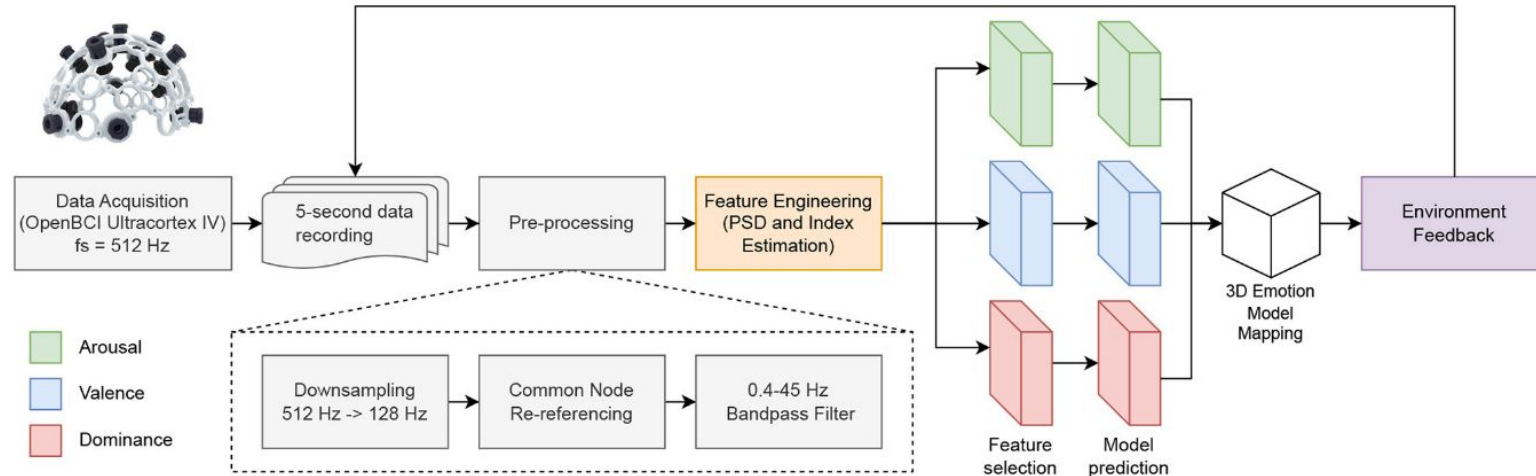 Data Acquisition
(OpenBCI Ultracortex IV)
fs = 512 Hz
5-second data
recording
Pre-processing
Feature Engineering
(PSD and Index
Estimation)
3D Emotion
Model
Mapping
Environment
Feedback
Downsampling
512 Hz -> 128 Hz
Common Node
Re-referencing
0.4-45 Hz
Bandpass Filter
Arousal
Valence
Dominance
Feature
selection
Model
prediction